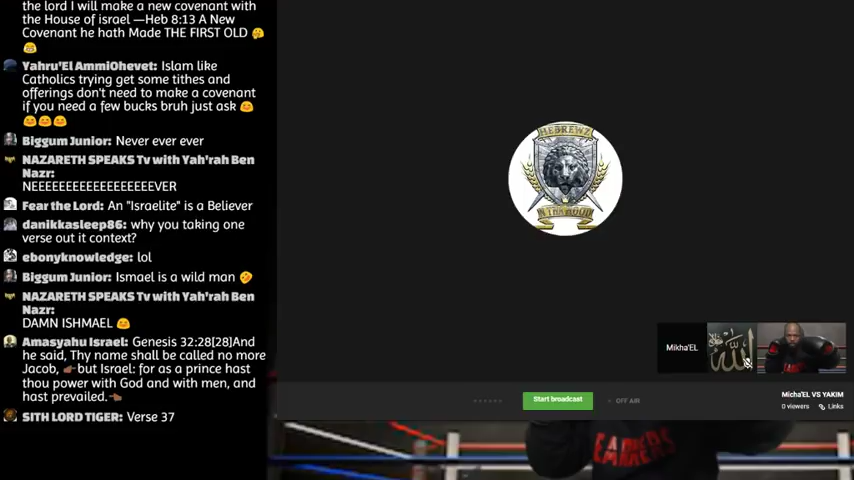 the lord I will make a new covenant with
the House of israel —Heb 8:13 A New
Covenant he hath Made THE FIRST OLD 🤔
😂
Yahru'El AmmiOhevet: Islam like
Catholics trying get some tithes and
offerings don't need to make a covenant
if you need a few bucks bruh just ask 😄
😄😄😄
Biggum Junior: Never ever ever
NAZARETH SPEAKS Tv with Yah'rah Ben
Nazr:
NEEEEEEEEEEEEEEEEEEVER
Fear the Lord: An "Israelite" is a Believer
danikkasleep86: why you taking one
verse out it context?
ebonyknowledge: lol
Biggum Junior: Ismael is a wild man 🤣
NAZARETH SPEAKS Tv with Yah'rah Ben
Nazr:
DAMN ISHMAEL 😄
Amasyahu Israel: Genesis 32:28[28]And
he said, Thy name shall be called no more
Jacob, 👉🏾but Israel: for as a prince hast
thou power with God and with men, and
hast prevailed.👈🏾
SITH LORD TIGER: Verse 37
HEBREWZ
N THA HOOD
Mikha'EL
الله
Start broadcast
OFF AIR
Micha'EL VS YAKIM
0 viewers
Links